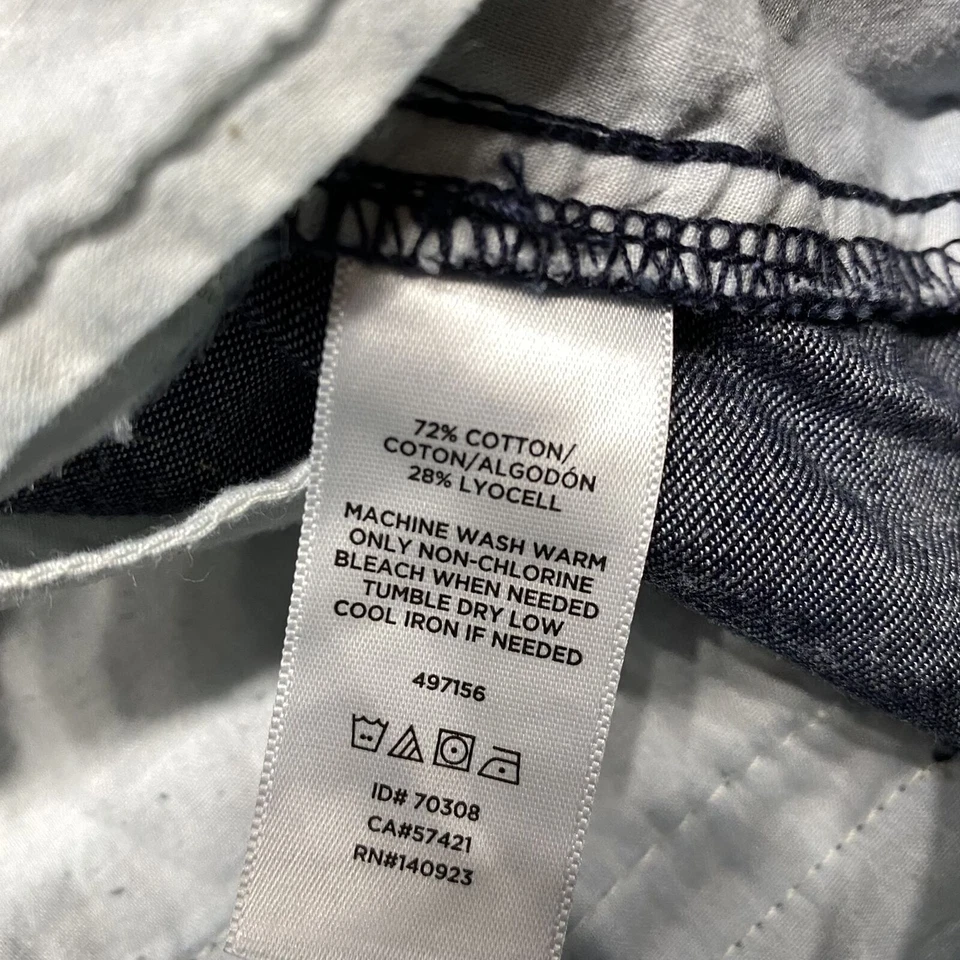 72% COTTON/
COTON/ALGODÓN
28% LYOCELL
MACHINE WASH WARM
ONLY NON-CHLORINE
BLEACH WHEN NEEDED
TUMBLE DRY LOW
COOL IRON IF NEEDED
497156
ID# 70308
CA#57421
RN#140923